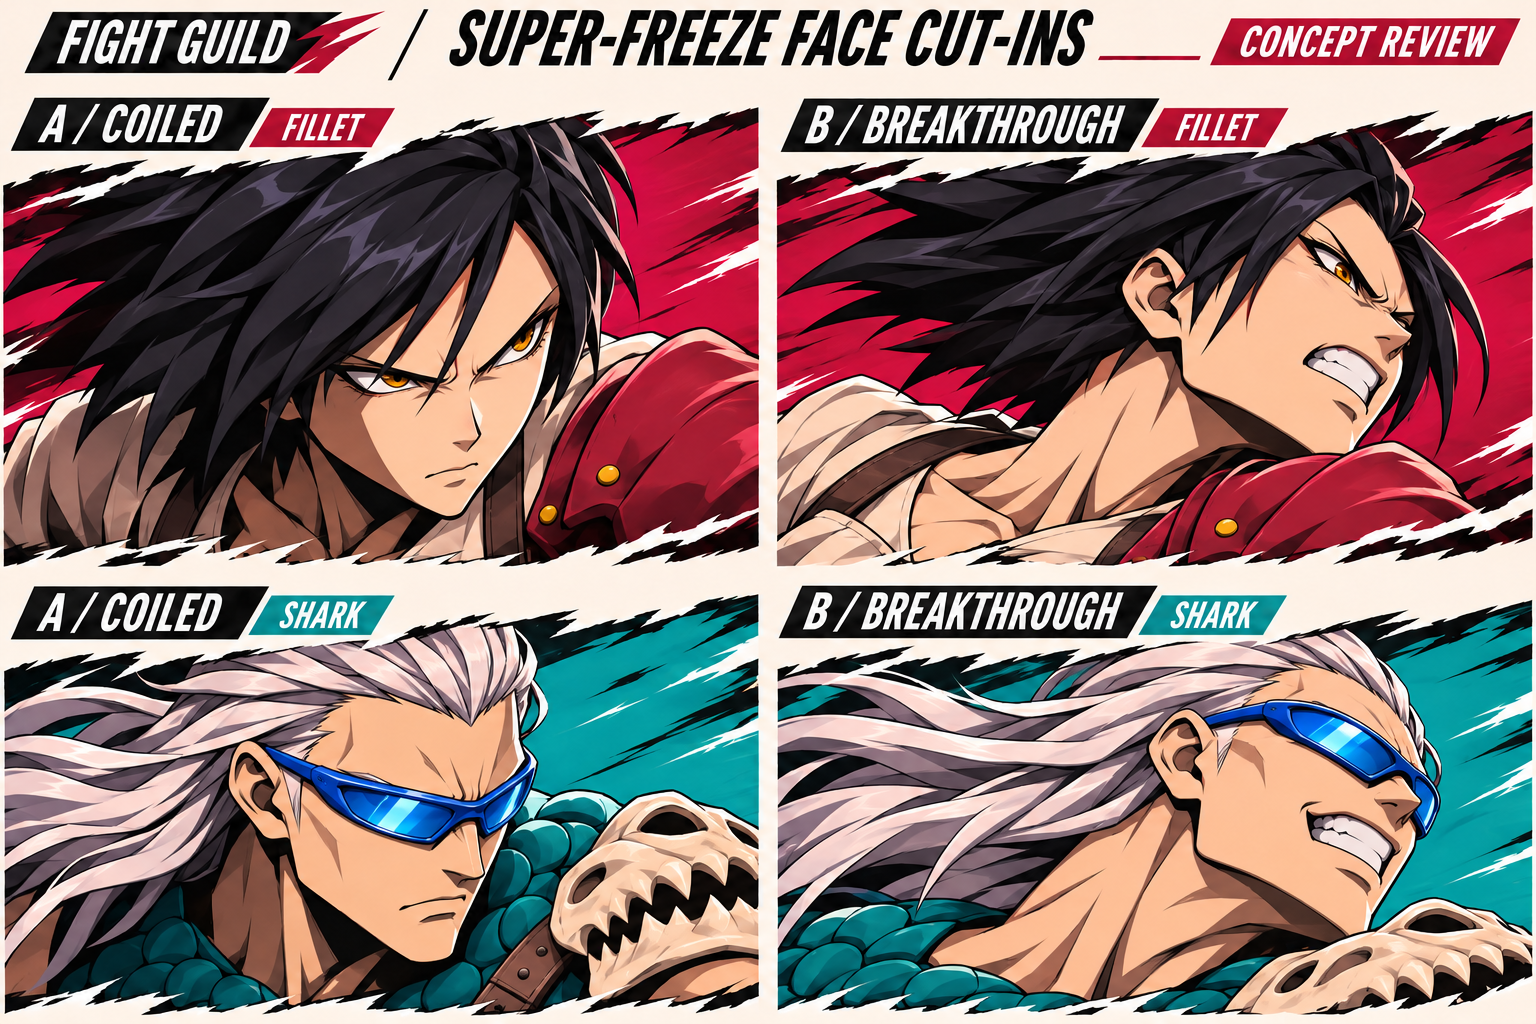 FIGHT GUILD / SUPER-FREEZE FACE CUT-INS CONCEPT REVIEW
A / COILED FILLET
B / BREAKTHROUGH FILLET
A / COILED SHARK
B / BREAKTHROUGH SHARK